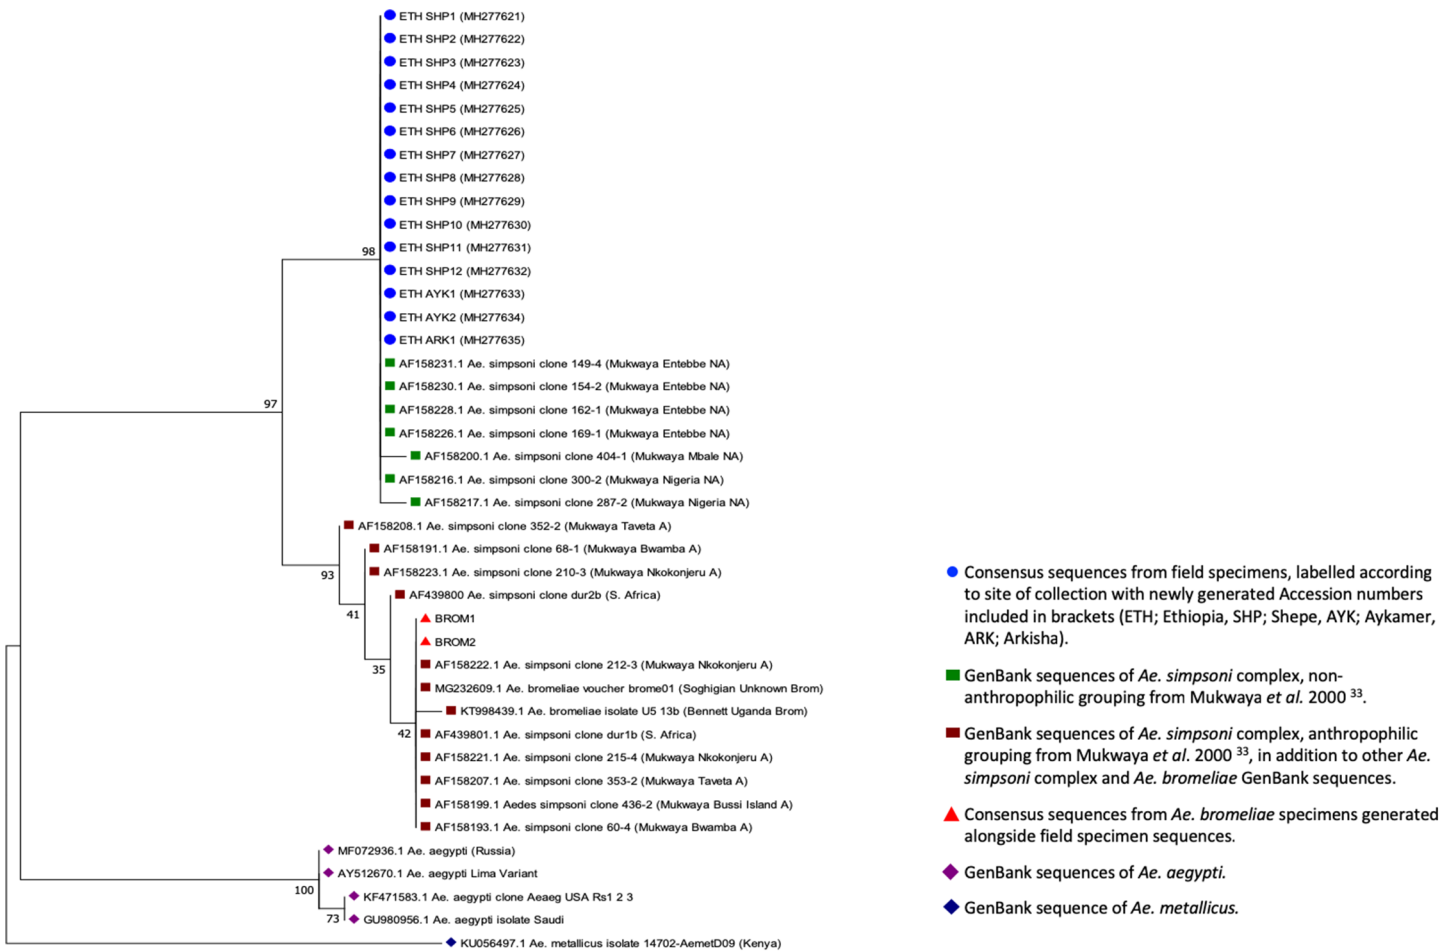 ETH SHP1 (MH277621)
ETH SHP2 (MH277622)
ETH SHP3 (MH277623)
ETH SHP4 (MH277624)
ETH SHP5 (MH277625)
ETH SHP6 (MH277626)
ETH SHP7 (MH277627)
ETH SHP8 (MH277628)
ETH SHP9 (MH277629)
ETH SHP10 (MH277630)
ETH SHP11 (MH277631)
98
ETH SHP12 (MH277632)
ETH AYK1 (MH277633)
ETH AYK2 (MH277634)
ETH ARK1 (MH277635)
AF158231.1 Ae. simpsoni clone 149-4 (Mukwaya Entebbe NA)
AF158230.1 Ae. simpsoni clone 154-2 (Mukwaya Entebbe NA)
97
AF158228.1 Ae. simpsoni clone 162-1 (Mukwaya Entebbe NA)
AF158226.1 Ae. simpsoni clone 169-1 (Mukwaya Entebbe NA)
AF158200.1 Ae. simpsoni clone 404-1 (Mukwaya Mbale NA)
AF158216.1 Ae. simpsoni clone 300-2 (Mukwaya Nigeria NA)
AF158217.1 Ae. simpsoni clone 287-2 (Mukwaya Nigeria NA)
AF158208.1 Ae. simpsoni clone 352-2 (Mukwaya Taveta A)
AF158191.1 Ae. simpsoni clone 68-1 (Mukwaya Bwamba A)
93
AF158223.1 Ae. simpsoni clone 210-3 (Mukwaya Nkokonjeru A)
AF439800 Ae. simpsoni clone dur2b (S. Africa)
41
BROM1
BROM2
AF158222.1 Ae. simpsoni clone 212-3 (Mukwaya Nkokonjeru A)
35
MG232609.1 Ae. bromeliae voucher brome01 (Soghigian Unknown Brom)
KT998439.1 Ae. bromeliae isolate U5 13b (Bennett Uganda Brom)
42
AF439801.1 Ae. simpsoni clone dur1b (S. Africa)
AF158221.1 Ae. simpsoni clone 215-4 (Mukwaya Nkokonjeru A)
AF158207.1 Ae. simpsoni clone 353-2 (Mukwaya Taveta A)
AF158199.1 Aedes simpsoni clone 436-2 (Mukwaya Bussi Island A)
AF158193.1 Ae. simpsoni clone 60-4 (Mukwaya Bwamba A)
MF072936.1 Ae. aegypti (Russia)
AY512670.1 Ae. aegypti Lima Variant
100
KF471583.1 Ae. aegypti clone Aeaeg USA Rs1 2 3
73
GU980956.1 Ae. aegypti isolate Saudi
KU056497.1 Ae. metallicus isolate 14702-AemetD09 (Kenya)
Consensus sequences from field specimens, labelled according
to site of collection with newly generated Accession numbers
included in brackets (ETH; Ethiopia, SHP; Shepe, AYK; Aykamer,
ARK; Arkisha).
GenBank sequences of Ae. simpsoni complex, non-
anthropophilic grouping from Mukwaya et al. 2000 33.
GenBank sequences of Ae. simpsoni complex, anthropophilic
grouping from Mukwaya et al. 2000 33, in addition to other Ae.
simpsoni complex and Ae. bromeliae GenBank sequences.
Consensus sequences from Ae. bromeliae specimens generated
alongside field specimen sequences.
GenBank sequences of Ae. aegypti.
GenBank sequence of Ae. metallicus.